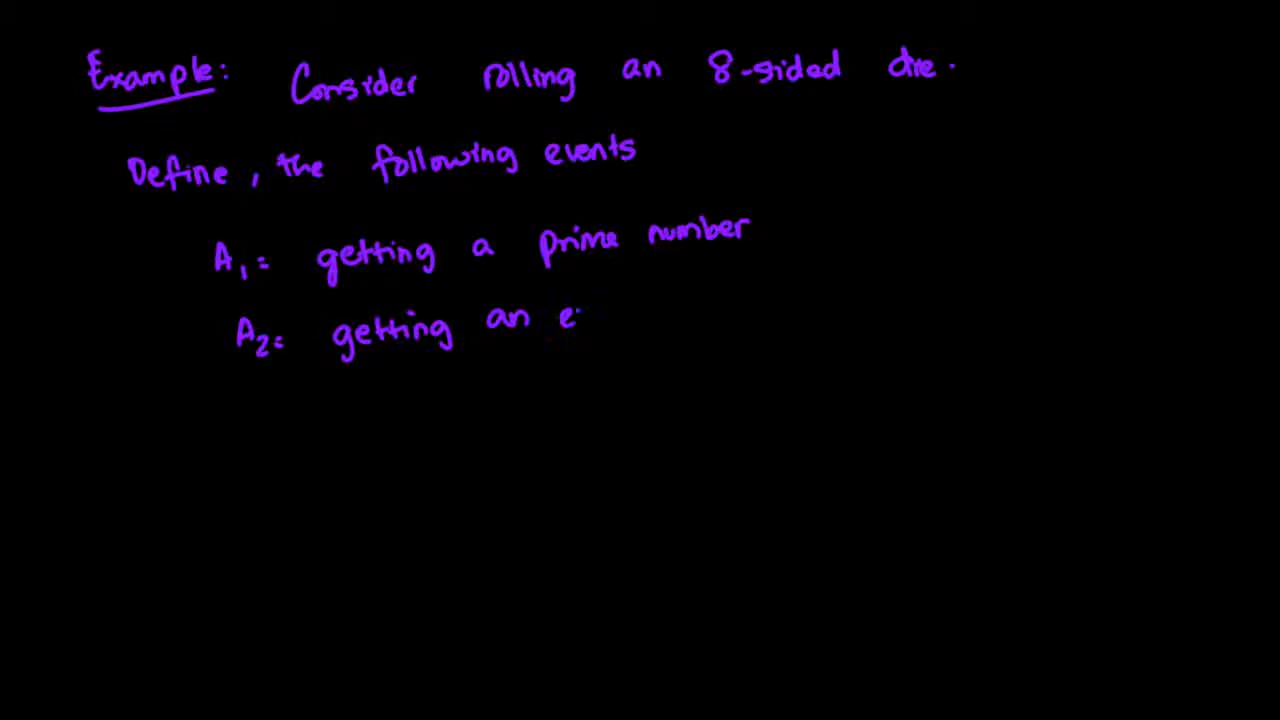 Example: Consider rolling an 8-sided die.
Define, the following events
A₁= getting a prime number
A₂= getting an e